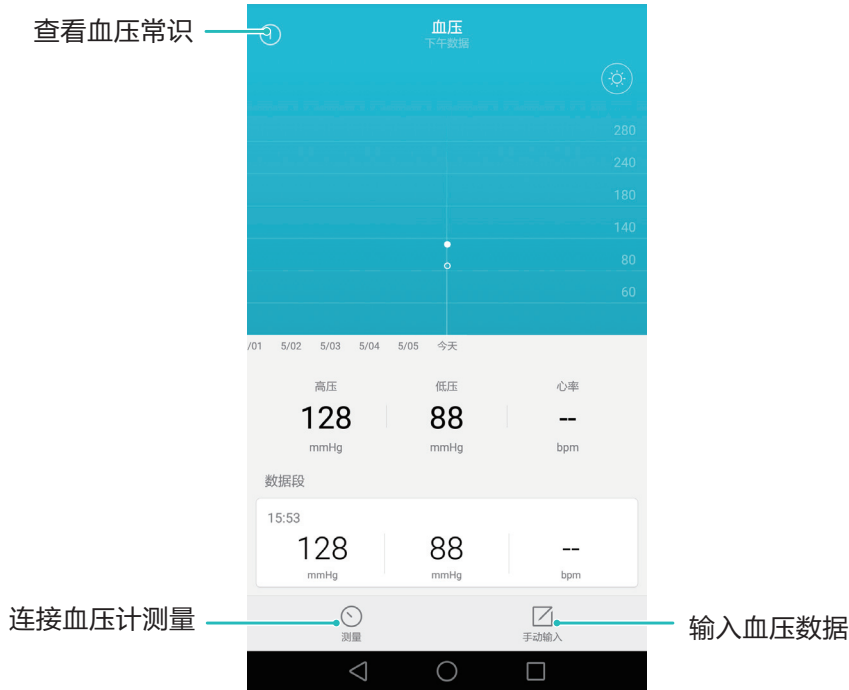 查看血压常识
血压
下午数据
280
240
180
140
80
60
/01 5/02 5/03 5/04 5/05 今天
高压 低压 心率
128 88 --
mmHg mmHg bpm
数据段
15:53
128 88 --
mmHg mmHg bpm
连接血压计测量
测量 手动输入
输入血压数据